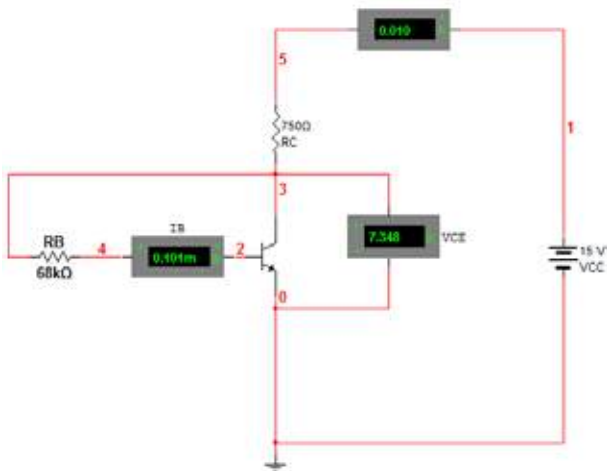 0.010
5
750Ω
RC
1
3
IB
RB
4
0.101m
2
68kΩ
7.348
VCE
15 V
VCC
0